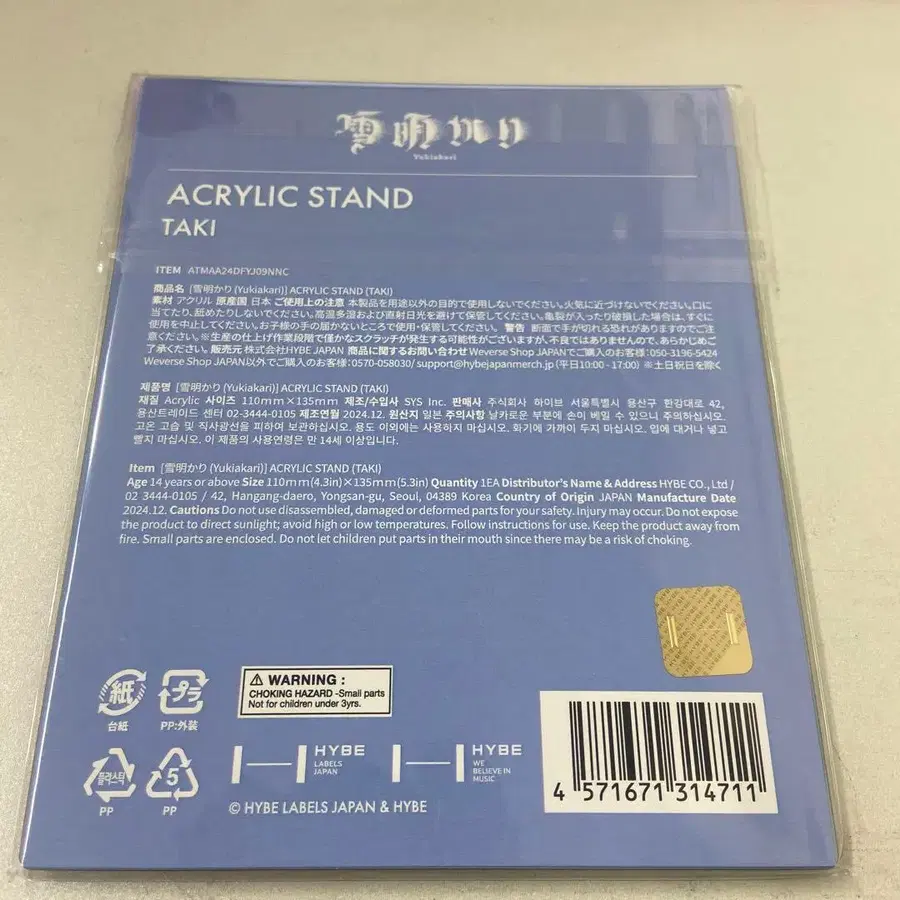 雪明かり
Yukiakari
ACRYLIC STAND
TAKI
ITEM ATMAA24DFYJ09NNC
商品名 [雪明かり(Yukiakari)] ACRYLIC STAND (TAKI)
素材 アクリル 原産国 日本 ご使用上の注意 本製品を用途以外の目的で使用しないでください。火気に近づけないでください。口に
当てたり、舐めたりしないでください。高温多湿および直射日光を避けて保管してください。亀裂が入ったり破損した場合は、すぐに
使用を中止してください。お子様の手の届かないところで使用・保管してください。 警告 断面で手が切れる恐れがありますのでご注
意ください。※生産の仕上げ作業段階で僅かなスクラッチが発生する可能性がございますが、不良ではありませんので、あらかじめご
了承ください。販売元 株式会社HYBE JAPAN 商品に関するお問い合わせ Weverse Shop JAPANでご購入のお客様：050-3196-5424
Weverse Shop JAPAN以外でご購入のお客様：0570-058030/ support@hybejapanmerch.jp (平日10:00 - 17:00) ※土日祝日を除く
제품명 [雪明かり(Yukiakari)] ACRYLIC STAND (TAKI)
재질 Acrylic 사이즈 110mm×135mm 제조/수입사 SYS Inc. 판매사 주식회사 하이브 서울특별시 용산구 한강대로 42,
용산트레이드 센터 02-3444-0105 제조연월 2024.12. 원산지 일본 주의사항 날카로운 부분에 손이 베일 수 있으니 주의하십시오.
고온 고습 및 직사광선을 피하여 보관하십시오. 용도 이외에는 사용하지 마십시오. 화기에 가까이 두지 마십시오. 입에 대거나 넣고
빨지 마십시오. 이 제품의 사용연령은 만 14세 이상입니다.
Item [雪明かり(Yukiakari)] ACRYLIC STAND (TAKI)
Age 14 years or above Size 110mm(4.3in)×135mm(5.3in) Quantity 1EA Distributor's Name & Address HYBE CO., Ltd /
02 3444-0105 / 42, Hangang-daero, Yongsan-gu, Seoul, 04389 Korea Country of Origin JAPAN Manufacture Date
2024.12. Cautions Do not use disassembled, damaged or deformed parts for your safety. Injury may occur. Do not expose
the product to direct sunlight; avoid high or low temperatures. Follow instructions for use. Keep the product away from
fire. Small parts are enclosed. Do not let children put parts in their mouth since there may be a risk of choking.
紙
台紙
プラ
PP:外装
WARNING :
CHOKING HAZARD -Small parts
Not for children under 3yrs.
플라스틱
PP
5
PP
HYBE
LABELS
JAPAN
HYBE
WE
BELIEVE IN
MUSIC
© HYBE LABELS JAPAN & HYBE
4 571671 314711